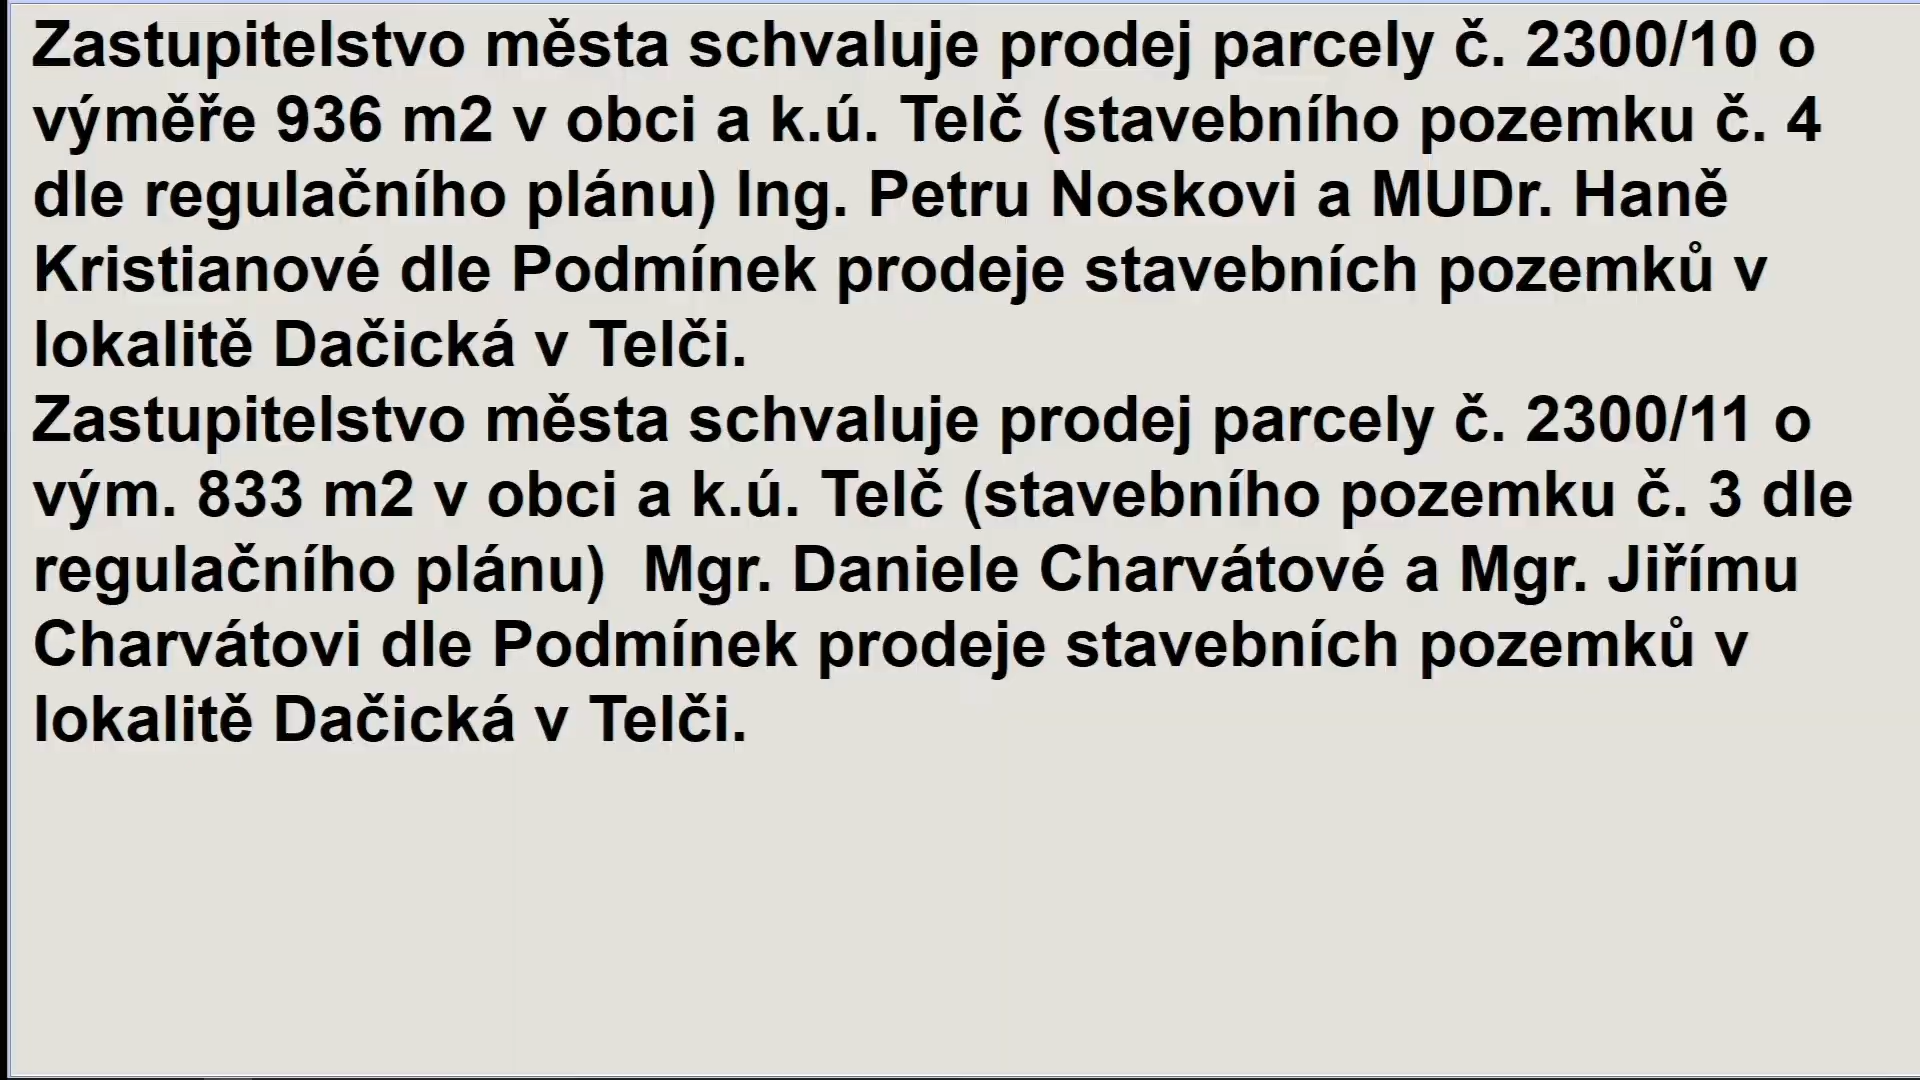 Zastupitelstvo města schvaluje prodej parcely č. 2300/10 o
výměře 936 m2 v obci a k.ú. Telč (stavebního pozemku č. 4
dle regulačního plánu) Ing. Petru Noskovi a MUDr. Haně
Kristianové dle Podmínek prodeje stavebních pozemků v
lokalitě Dačická v Telči.
Zastupitelstvo města schvaluje prodej parcely č. 2300/11 o
vým. 833 m2 v obci a k.ú. Telč (stavebního pozemku č. 3 dle
regulačního plánu)  Mgr. Daniele Charvátové a Mgr. Jiřímu
Charvátovi dle Podmínek prodeje stavebních pozemků v
lokalitě Dačická v Telči.